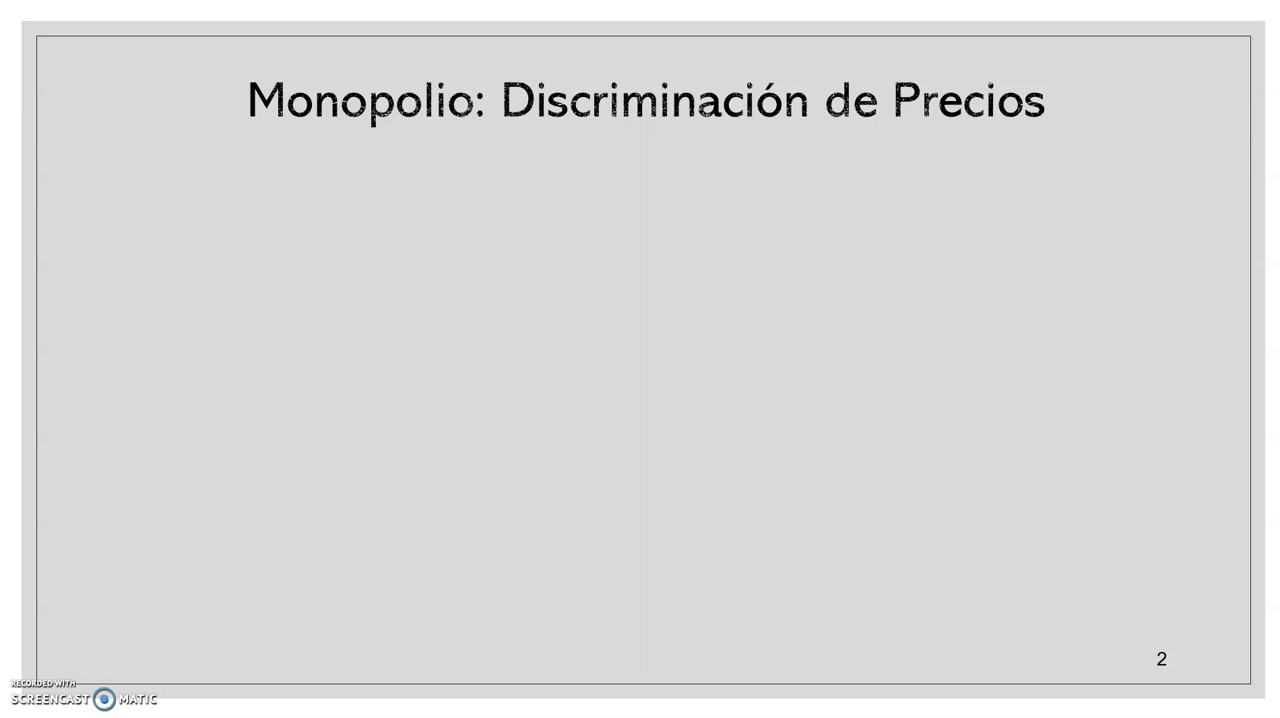 Monopolio: Discriminación de Precios
2
RECORDED WITH
SCREENCAST MATIC